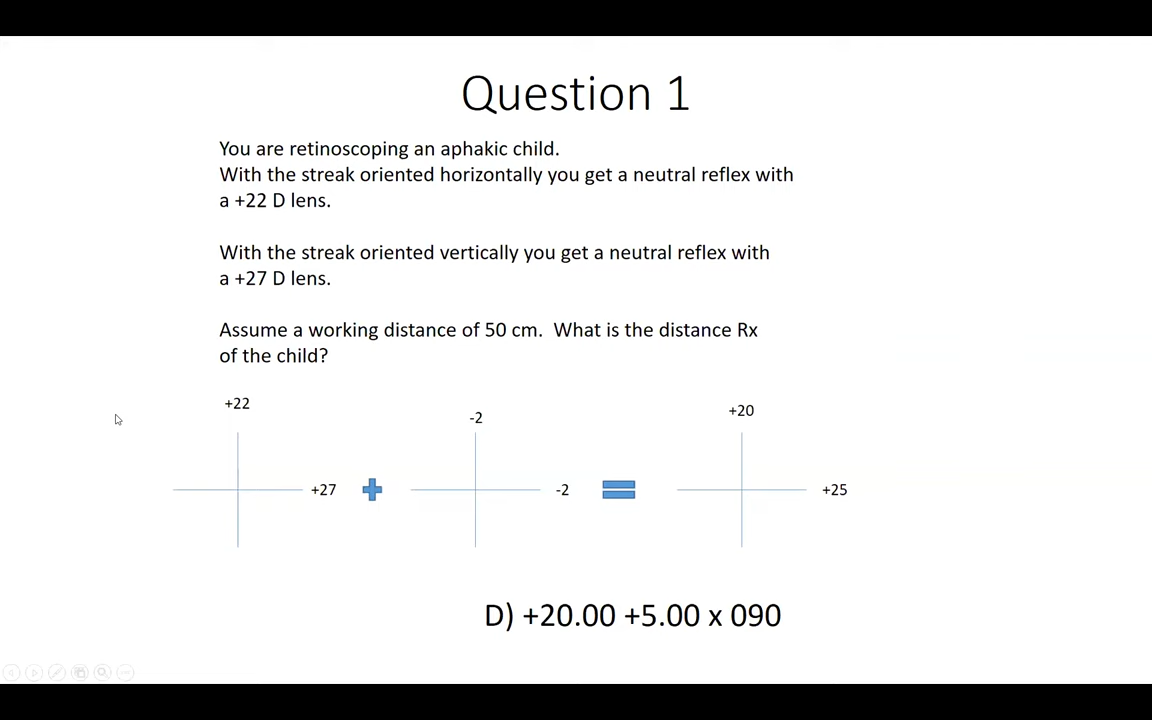 Question 1
You are retinoscoping an aphakic child.
With the streak oriented horizontally you get a neutral reflex with
a +22 D lens.
With the streak oriented vertically you get a neutral reflex with
a +27 D lens.
Assume a working distance of 50 cm.  What is the distance Rx
of the child?
+22
-2
+20
+27
-2
+25
D) +20.00 +5.00 x 090